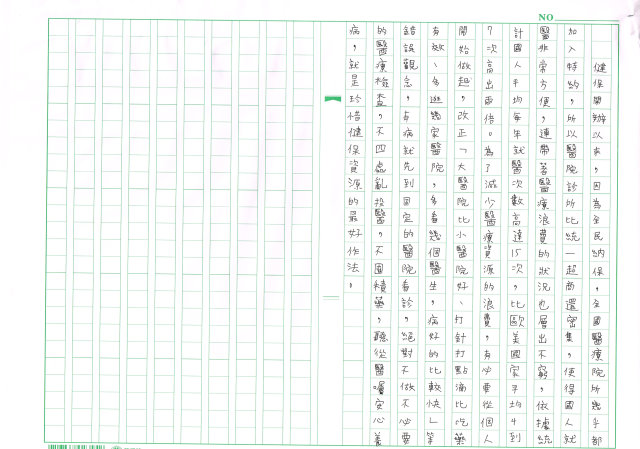 NO
健保開辦以來，因為全民納保，全國醫療院所幾乎都
加入特約，所以醫院診所比統一超商還密集，使得國人就
醫非常方便，連帶著醫療浪費的狀況也層出不窮，依據統
計國人平均每年就醫次數高達15次，比歐美國家平均4到
7次高出兩倍。為了減少醫療資源的浪費，有必要從個人
開始做起，改正「大醫院比小醫院好、打針打點滴比吃藥
有效、多逛幾家醫院，多看幾個醫生，病好的比較快」等
錯誤觀念，有病就先到固定的醫院看診，絕對不做不必要
的醫療檢查，不四處亂投醫，不囤積藥，聽從醫囑安心養
病，就是珍惜健保資源的最好作法。